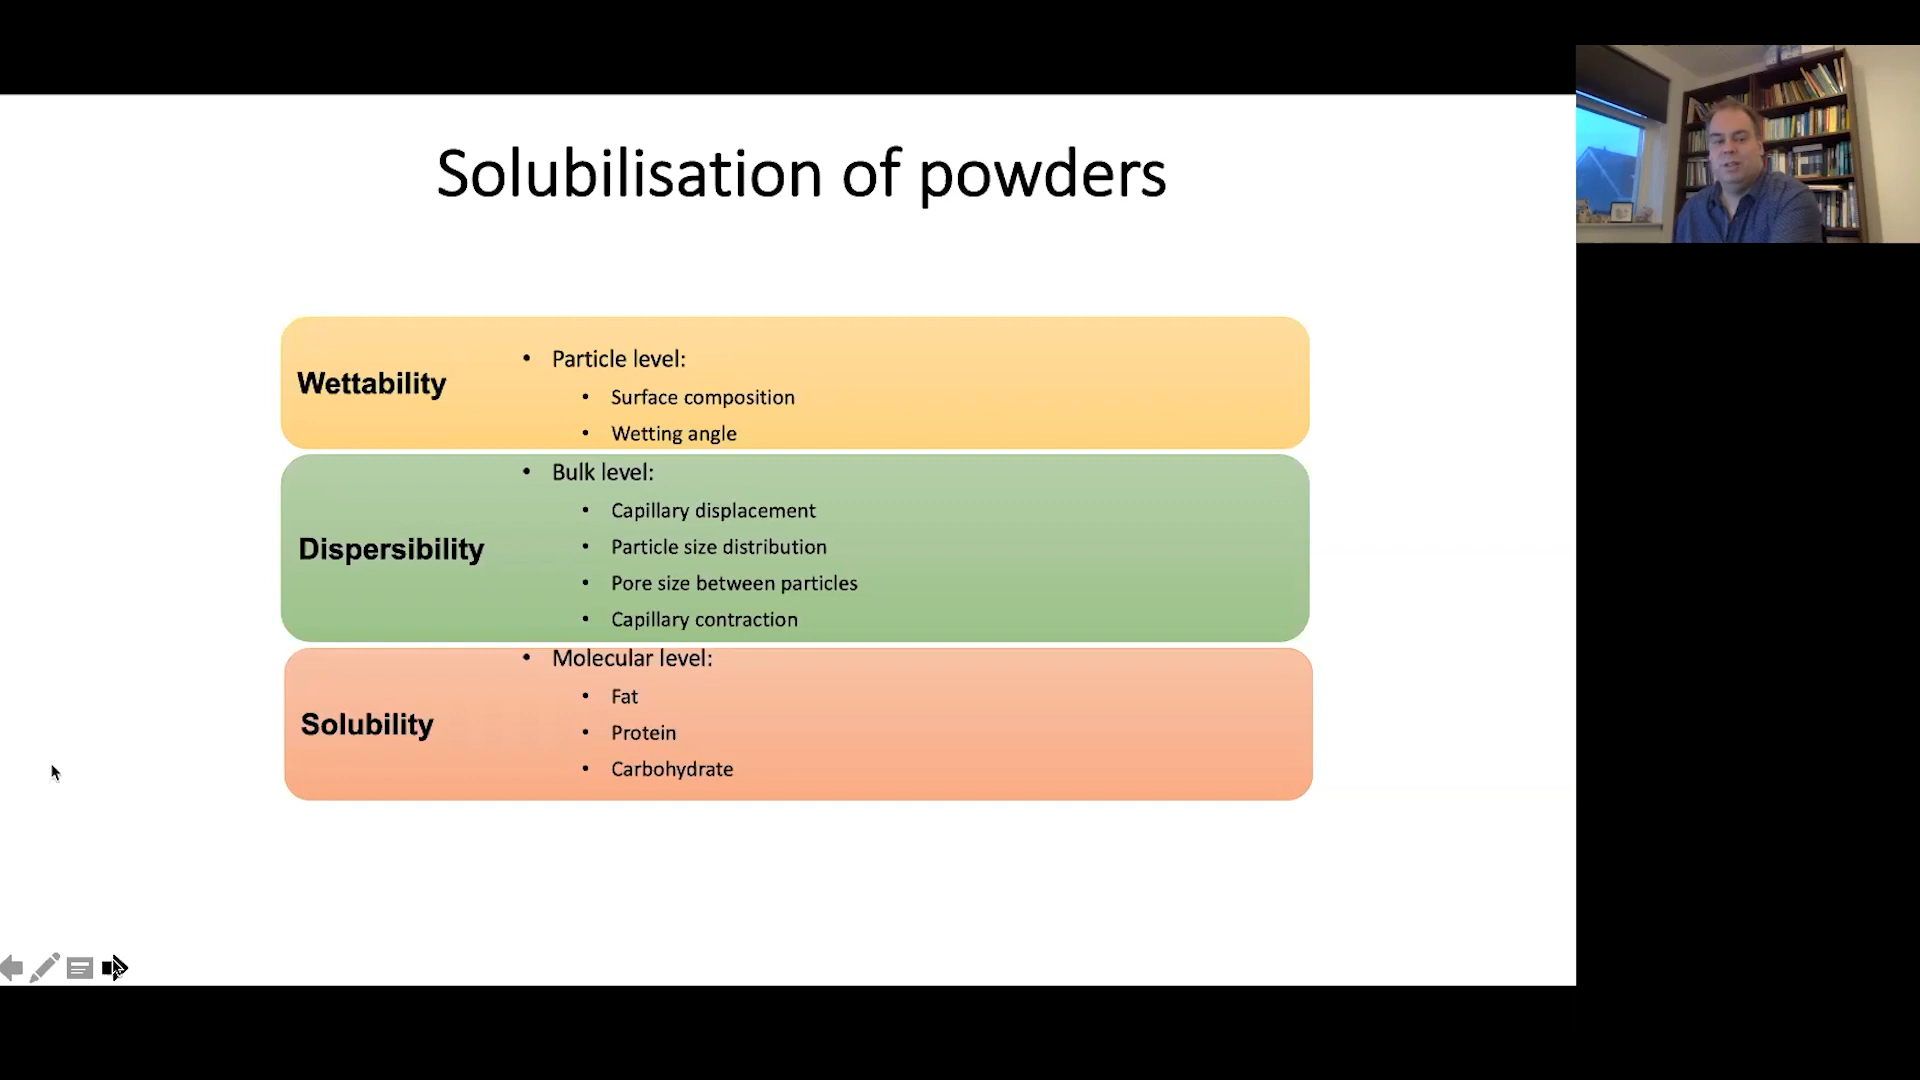 Solubilisation of powders
Wettability
• Particle level:
• Surface composition
• Wetting angle
Dispersibility
• Bulk level:
• Capillary displacement
• Particle size distribution
• Pore size between particles
• Capillary contraction
Solubility
• Molecular level:
• Fat
• Protein
• Carbohydrate